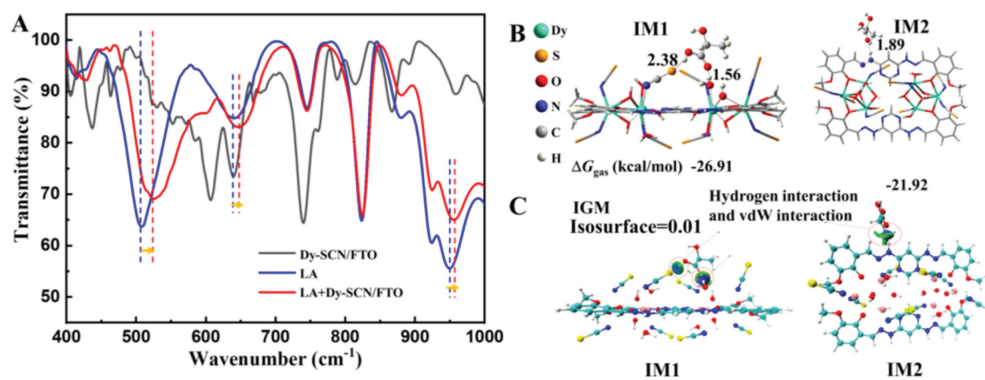 A
Transmittance (%)
100
90
80
70
60
50
400
500
600
700
800
900
1000
Wavenumber (cm⁻¹)
Dy-SCN/FTO
LA
LA+Dy-SCN/FTO
B
Dy
S
O
N
C
H
IM1
2.38
1.56
IM2
1.89
ΔG_gas (kcal/mol) -26.91
-21.92
C
IGM
Isosurface=0.01
Hydrogen interaction
and vdW interaction
IM1
IM2